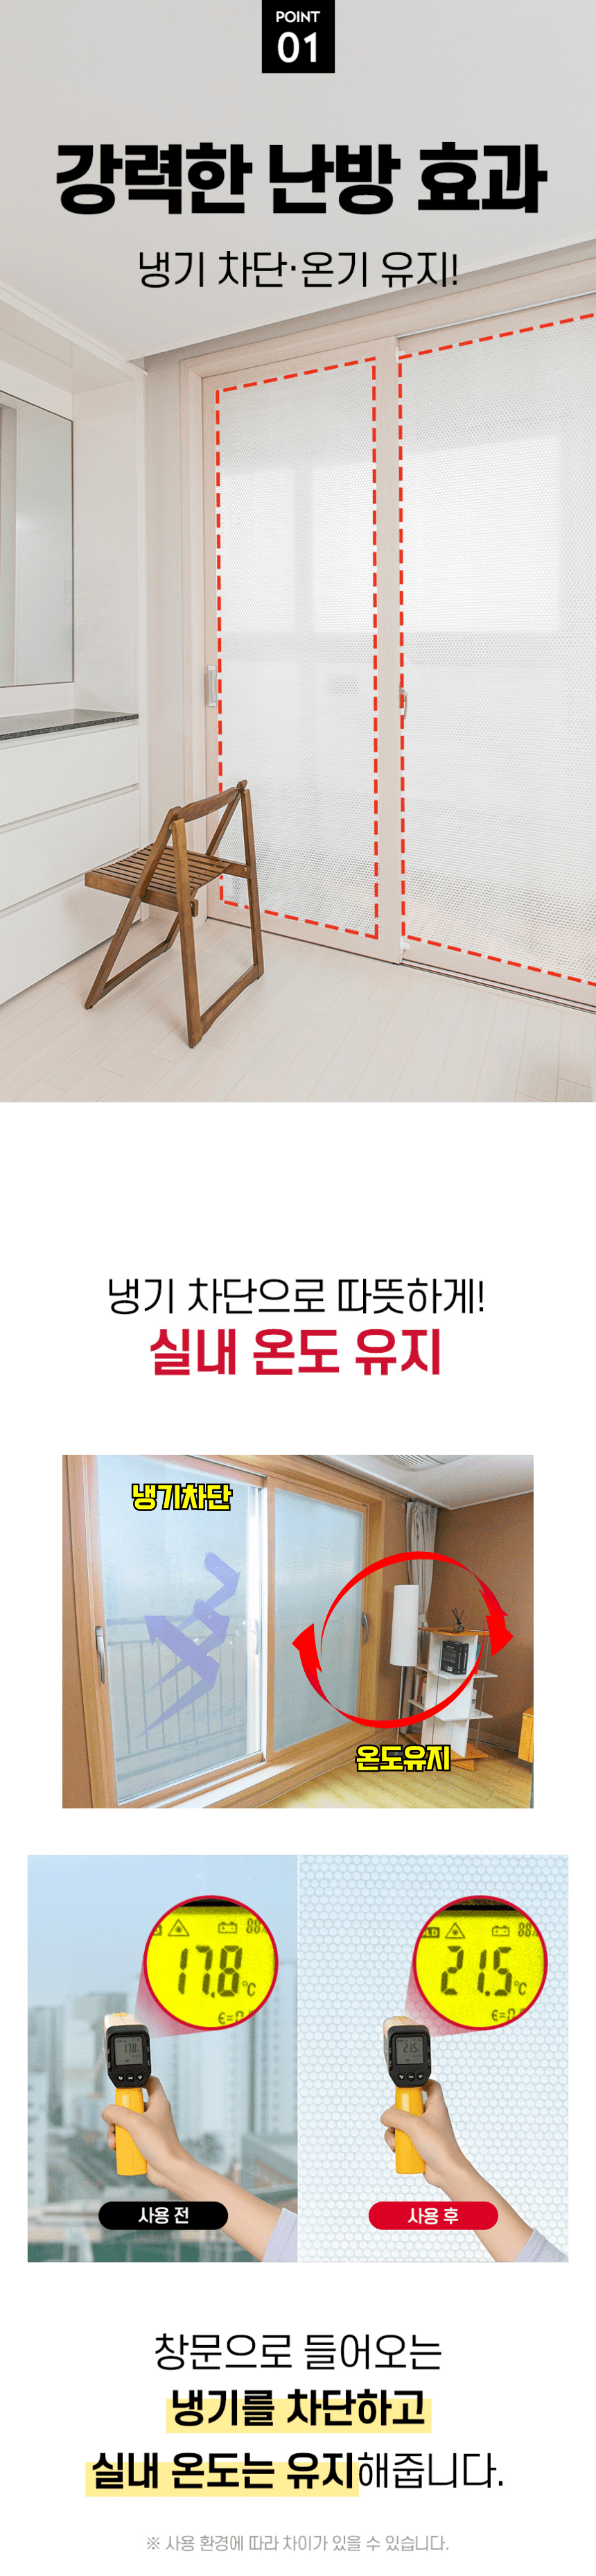 POINT
01
강력한 난방 효과
냉기 차단·온기 유지!
냉기 차단으로 따뜻하게!
실내 온도 유지
냉기차단
온도유지
17.8 °C
21.5 °C
17.8
21.5
사용 전
사용 후
창문으로 들어오는
냉기를 차단하고
실내 온도는 유지해줍니다.
※ 사용 환경에 따라 차이가 있을 수 있습니다.